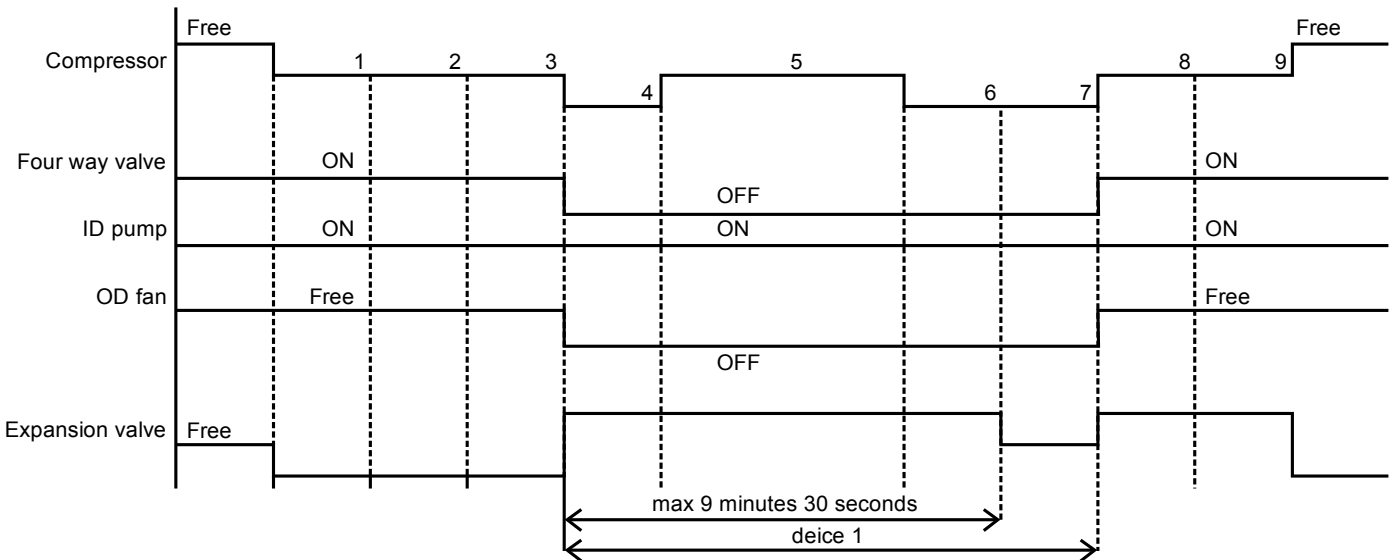 Free Free
Compressor 1 2 3 4 5 6 7 8 9
Four way valve ON OFF ON
ID pump ON ON ON
OD fan Free OFF Free
Expansion valve Free
max 9 minutes 30 seconds
deice 1